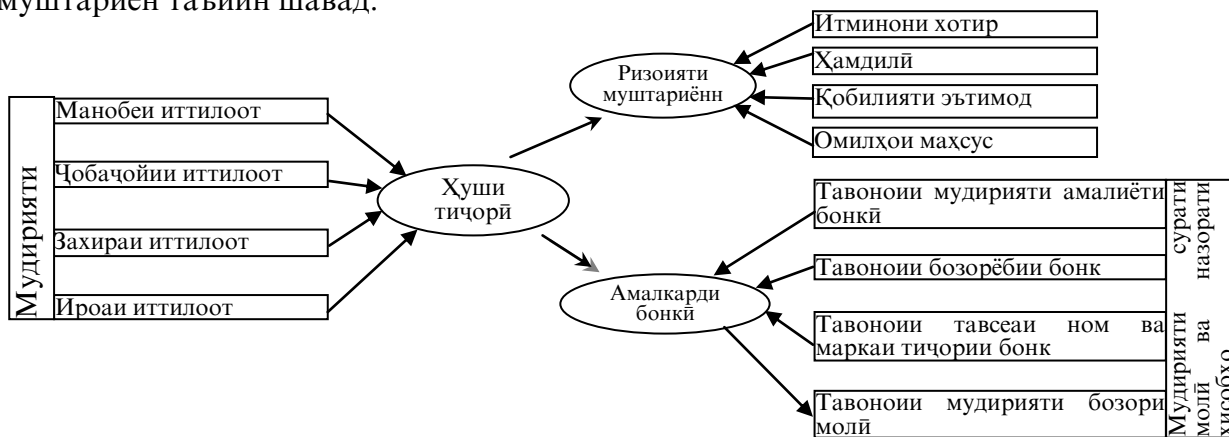 муштариён таъйин шавад.
Мудирияти
Манобеи иттилоот
Ҷобаҷойии иттилоот
Захираи иттилоот
Ироаи иттилоот
Ҳуши
тиҷорӣ
Ризоияти
муштариённ
Амалкарди
бонкӣ
Итминони хотир
Ҳамдилӣ
Қобилияти эътимод
Омилҳои махсус
Тавоноии мудирияти амалиёти
бонкӣ
Тавоноии бозорёбии бонк
Тавоноии тавсеаи ном ва
маркаи тиҷории бонк
Тавоноии мудирияти бозори
молӣ
Мудирияти сурати
молӣ ва назорати
ҳисобҳо